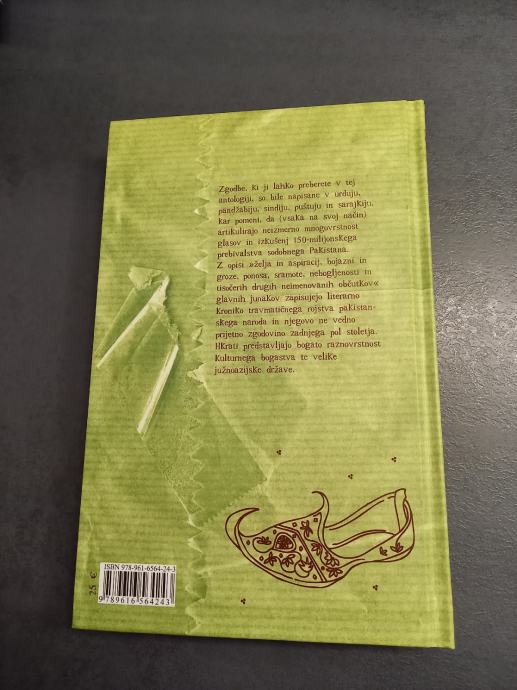 Zgodbe, ki ji lahko preberete v tej
antologiji, so bile napisane v urduju,
pandžabiju, sindiju, puštuju in sarajkiju,
kar pomeni, da (vsaka na svoj način)
artikulirajo neizmerno mnogovrstnost
glasov in izkušenj 150-milijonskega
prebivalstva sodobnega Pakistana.
Z opisi »želja in aspiracij, bojazni in
groze, ponosa, sramote, nebogljenosti in
tisočerih drugih neimenovanih občutkov«
glavnih junakov zapisujejo literarno
kroniko travmatičnega rojstva pakistan-
skega naroda in njegovo ne vedno
prijetno zgodovino zadnjega pol stoletja.
Hkrati predstavljajo bogato raznovrstnost
kulturnega bogastva te velike
južnoazijske države.
ISBN 978-961-6564-24-3
9 789616 564243
25 €